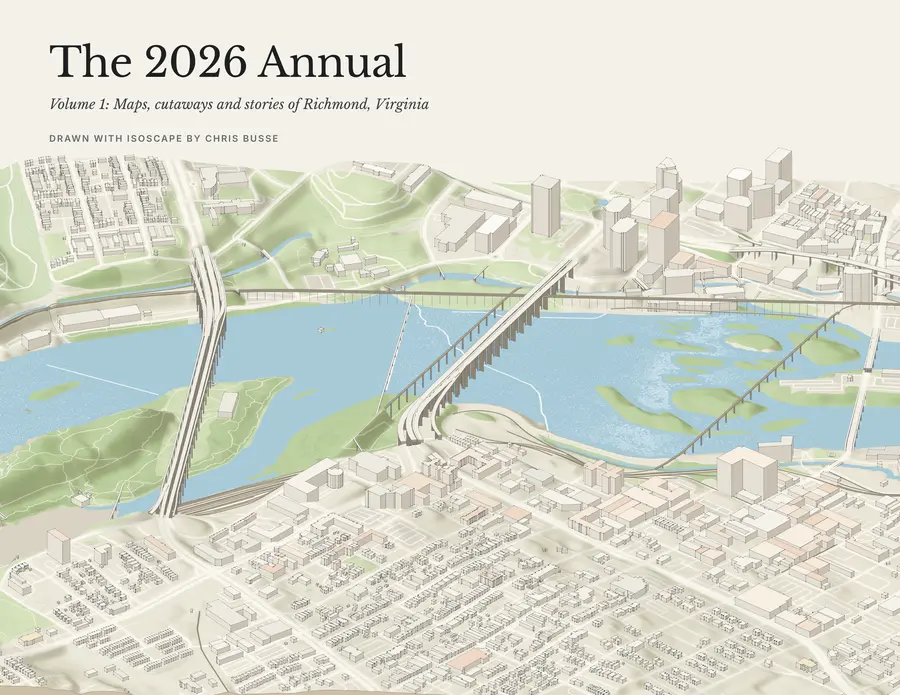 The 2026 Annual
Volume 1: Maps, cutaways and stories of Richmond, Virginia
DRAWN WITH ISOSCAPE BY CHRIS BUSSE